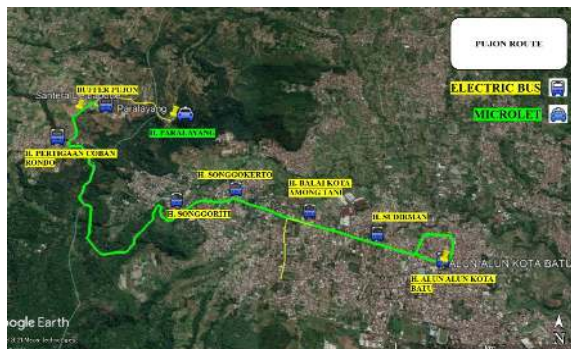 PUJON ROUTE
ELECTRIC BUS
MICROLET
BUFFER PUJON
Paralayang
H. PARALAYANG
H. PERTIGAAN COBAN
RONDO
H. SONGGOKERTO
H. SONGGORITI
H. BALAI KOTA
AMONG TANI
H. SUDIRMAN
ALUN ALUN KOTA BATU
H. ALUN ALUN KOTA
BATU
oogle Earth
N